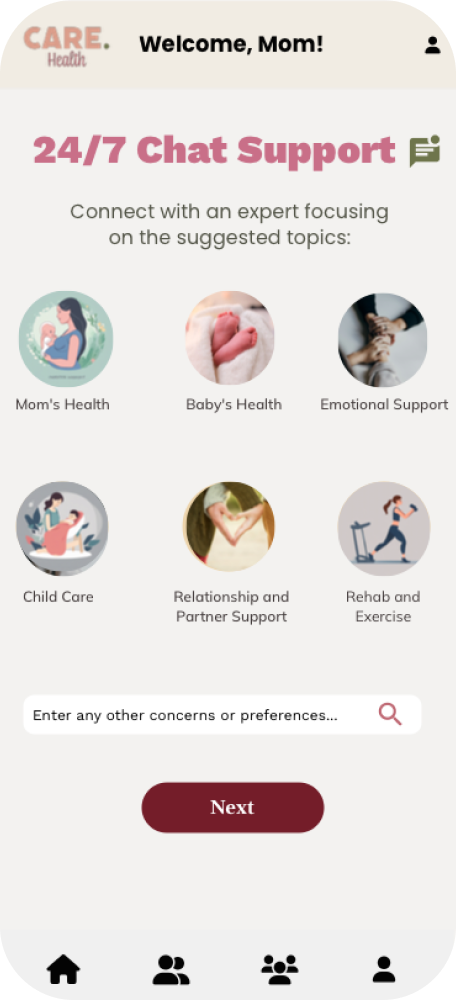 CARE.
Health
Welcome, Mom!
24/7 Chat Support
Connect with an expert focusing
on the suggested topics:
Mom's Health
Baby's Health
Emotional Support
Child Care
Relationship and
Partner Support
Rehab and
Exercise
Enter any other concerns or preferences...
Next